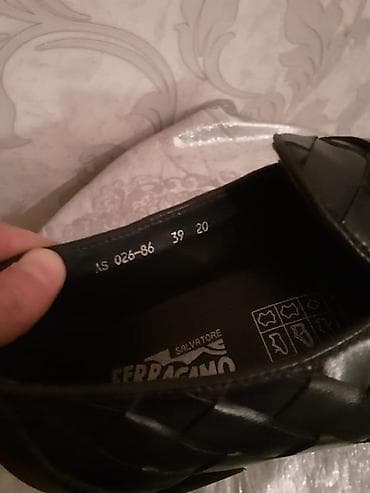 AS 026-86 39 20
SALVATORE
FERRAGAMO